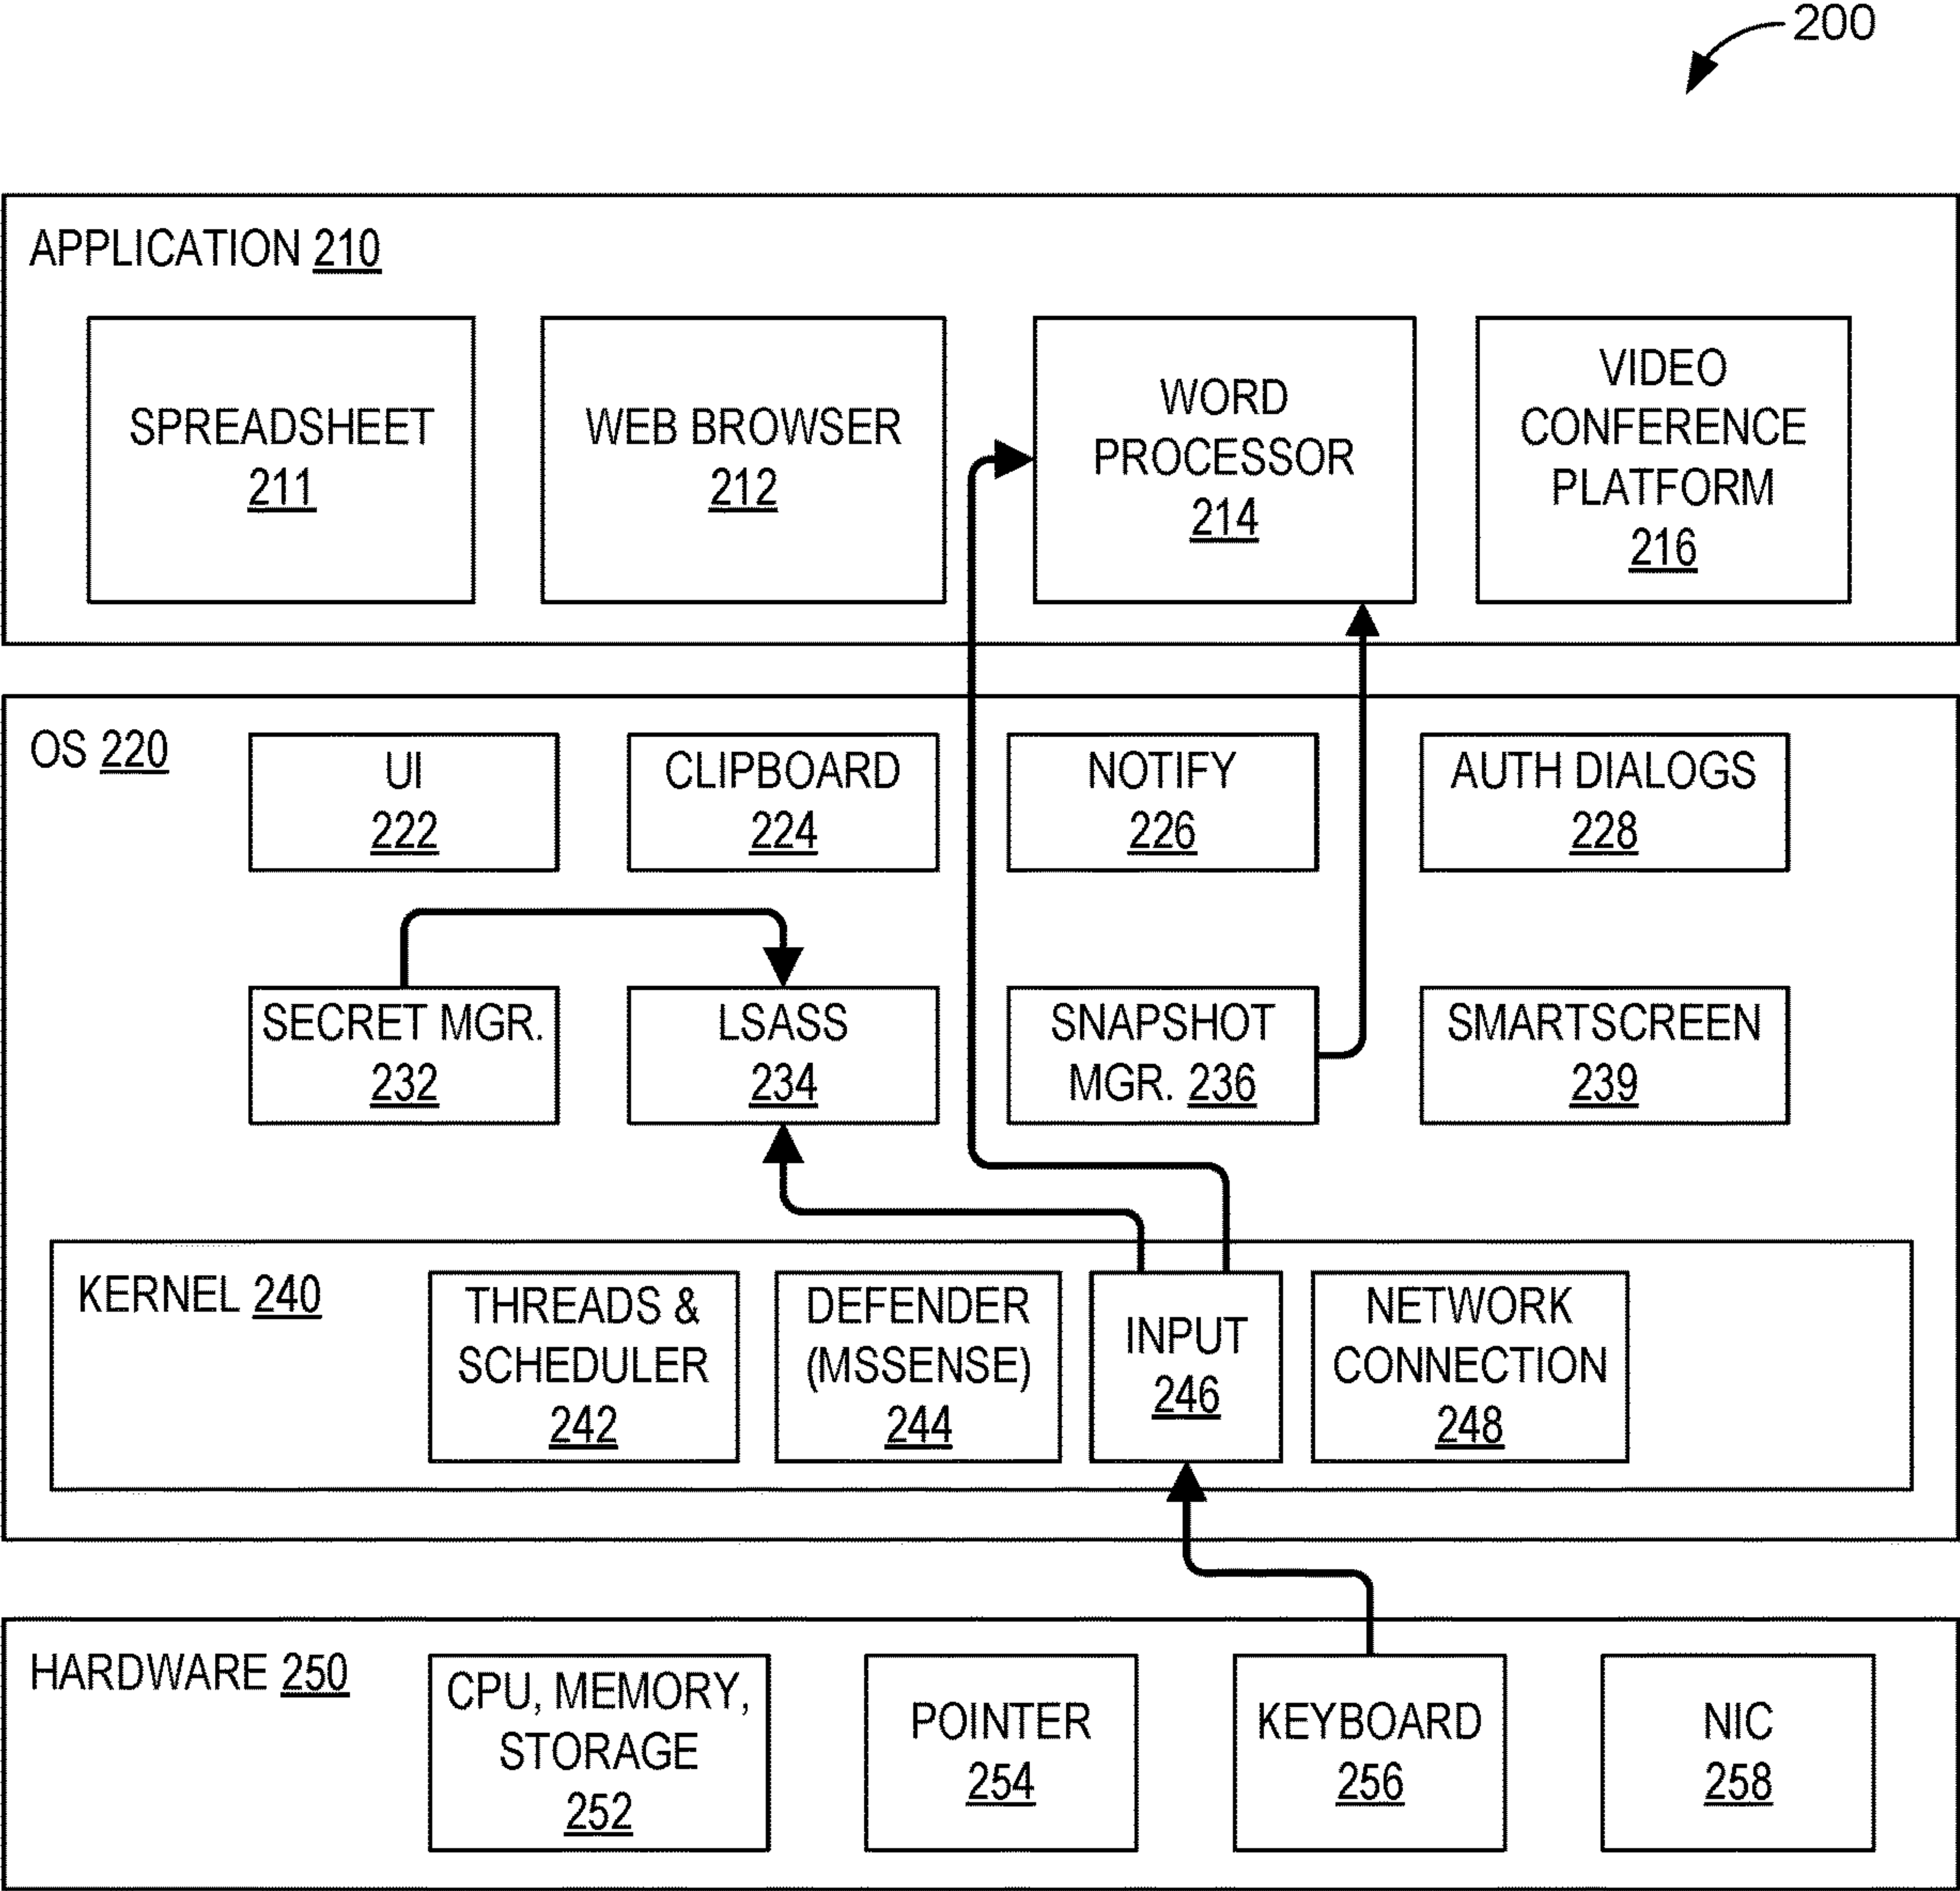 200
APPLICATION 210
SPREADSHEET
211
WEB BROWSER
212
WORD
PROCESSOR
214
VIDEO
CONFERENCE
PLATFORM
216
OS 220
UI
222
CLIPBOARD
224
NOTIFY
226
AUTH DIALOGS
228
SECRET MGR.
232
LSASS
234
SNAPSHOT
MGR. 236
SMARTSCREEN
239
KERNEL 240
THREADS &
SCHEDULER
242
DEFENDER
(MSSENSE)
244
INPUT
246
NETWORK
CONNECTION
248
HARDWARE 250
CPU, MEMORY,
STORAGE
252
POINTER
254
KEYBOARD
256
NIC
258